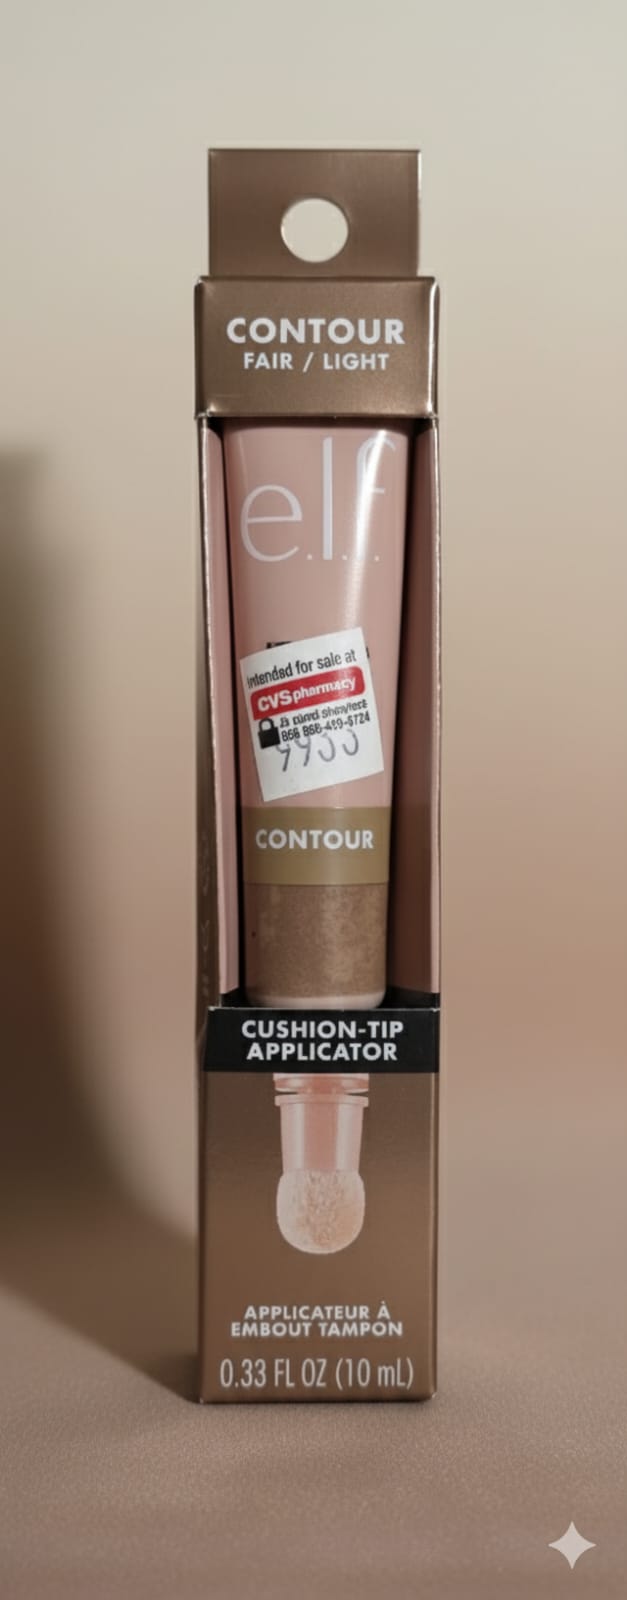 CONTOUR
FAIR / LIGHT
e.l.f.
intended for sale at
CVS pharmacy
CONTOUR
CUSHION-TIP
APPLICATOR
APPLICATEUR À
EMBOUT TAMPON
0.33 FL OZ (10 mL)